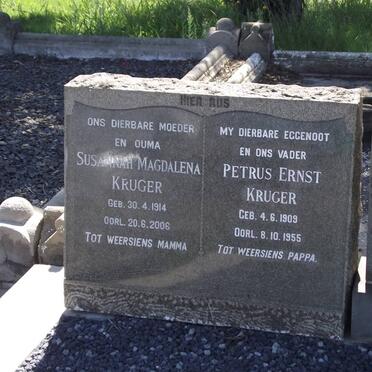 HIER RUS
ONS DIERBARE MOEDER
EN OUMA
SUSANNAH MAGDALENA
KRUGER
GEB. 30.4.1914
OORL. 20.6.2006
TOT WEERSIENS MAMMA
MY DIERBARE EGGENOOT
EN ONS VADER
PETRUS ERNST
KRUGER
GEB. 4.6.1909
OORL. 8.10.1955
TOT WEERSIENS PAPPA.